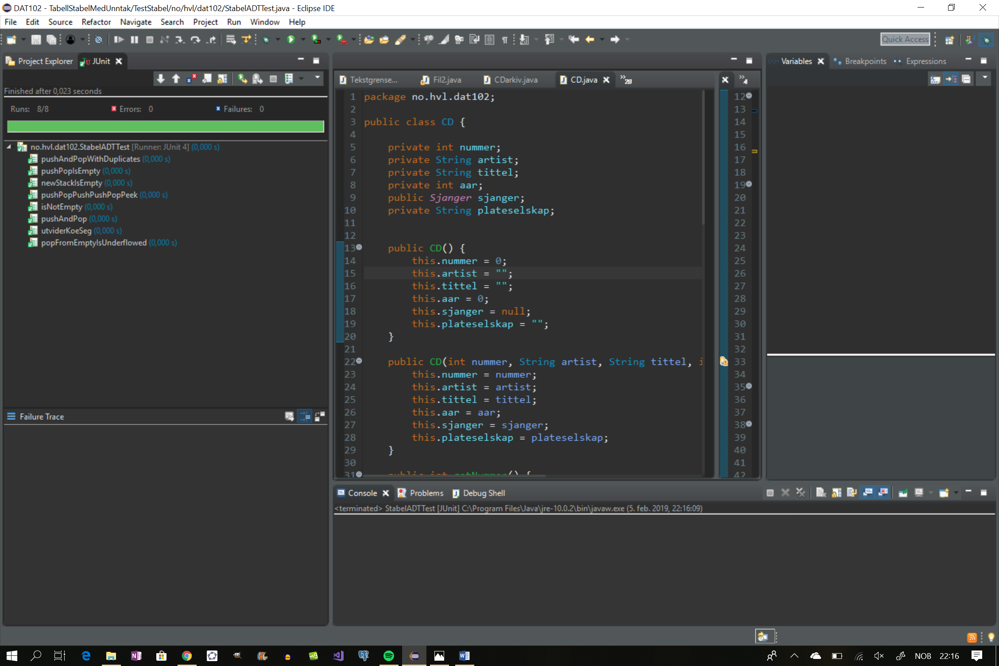 DAT102 - TabellStabelMedUnntak/TestStabel/no/hvl/dat102/StabelADTTest.java - Eclipse IDE
File Edit Source Refactor Navigate Search Project Run Window Help
Quick Access
Project Explorer JUnit
Finished after 0,023 seconds
Runs: 8/8 Errors: 0 Failures: 0
no.hvl.dat102.StabelADTTest [Runner: JUnit 4] (0,000 s)
pushAndPopWithDuplicates (0,000 s)
pushPopIsEmpty (0,000 s)
newStackIsEmpty (0,000 s)
pushPopPushPushPopPeek (0,000 s)
isNotEmpty (0,000 s)
pushAndPop (0,000 s)
utviderKoeSeg (0,000 s)
popFromEmptyIsUnderflowed (0,000 s)
Failure Trace
Tekstgrense... Fil2.java CDarkiv.java CD.java »20
1 package no.hvl.dat102;
2
3 public class CD {
4
5 private int nummer;
6 private String artist;
7 private String tittel;
8 private int aar;
9 public Sjanger sjanger;
10 private String plateselskap;
11
12
13 public CD() {
14 this.nummer = 0;
15 this.artist = "";
16 this.tittel = "";
17 this.aar = 0;
18 this.sjanger = null;
19 this.plateselskap = "";
20 }
21
22 public CD(int nummer, String artist, String tittel, i
23 this.nummer = nummer;
24 this.artist = artist;
25 this.tittel = tittel;
26 this.aar = aar;
27 this.sjanger = sjanger;
28 this.plateselskap = plateselskap;
29 }
30
31 public int getNummer() {
»4
12
13
14
15
16
17
18
19
20
21
22
23
24
25
26
27
28
29
30
31
32
33
34
35
36
37
38
39
40
41
42
Variables Breakpoints Expressions
Console Problems Debug Shell
<terminated> StabelADTTest [JUnit] C:\Program Files\Java\jre-10.0.2\bin\javaw.exe (5. feb. 2019, 22:16:09)
NOB 22:16